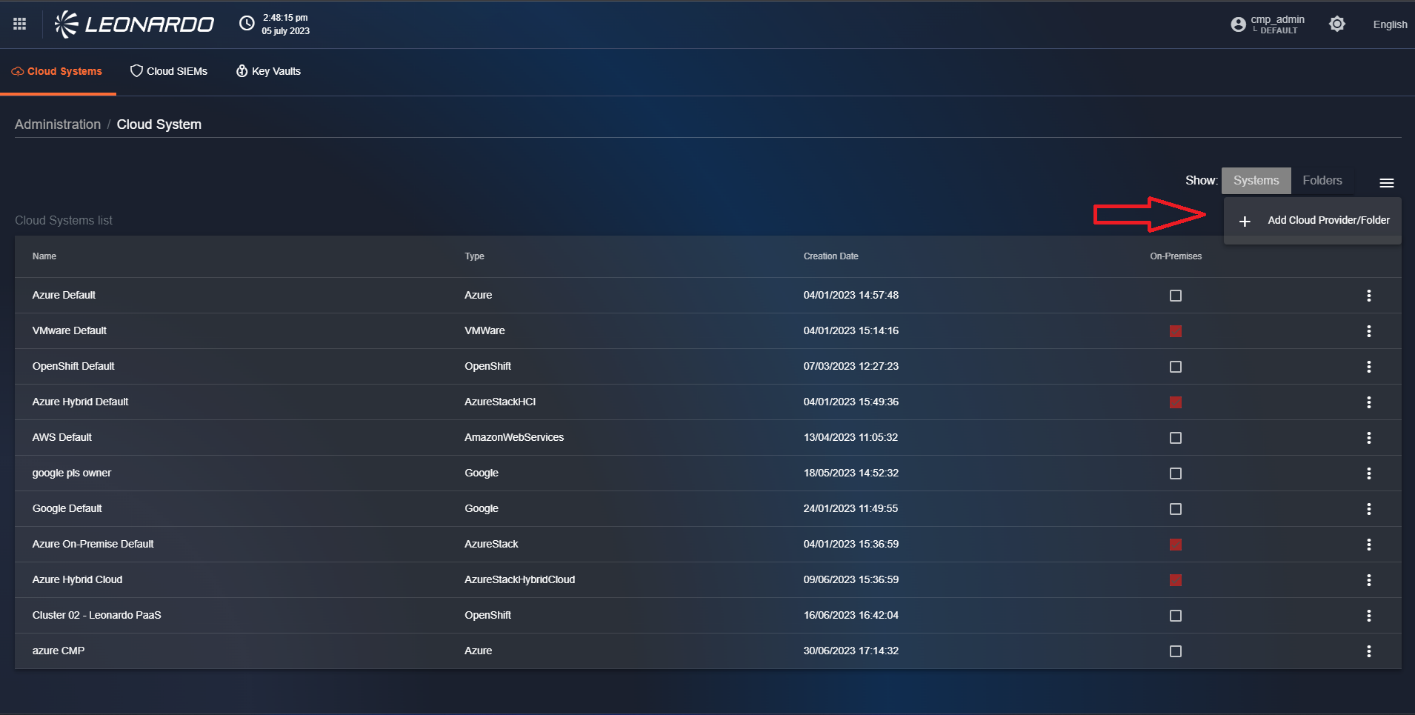 LEONARDO
2:48:15 pm
05 july 2023
cmp_admin
└ DEFAULT
English
Cloud Systems
Cloud SIEMs
Key Vaults
Administration / Cloud System
Show: Systems Folders
+ Add Cloud Provider/Folder
Cloud Systems list
Name Type Creation Date On-Premises
Azure Default Azure 04/01/2023 14:57:48
VMware Default VMWare 04/01/2023 15:14:16
OpenShift Default OpenShift 07/03/2023 12:27:23
Azure Hybrid Default AzureStackHCI 04/01/2023 15:49:36
AWS Default AmazonWebServices 13/04/2023 11:05:32
google pls owner Google 18/05/2023 14:52:32
Google Default Google 24/01/2023 11:49:55
Azure On-Premise Default AzureStack 04/01/2023 15:36:59
Azure Hybrid Cloud AzureStackHybridCloud 09/06/2023 15:36:59
Cluster 02 - Leonardo PaaS OpenShift 16/06/2023 16:42:04
azure CMP Azure 30/06/2023 17:14:32